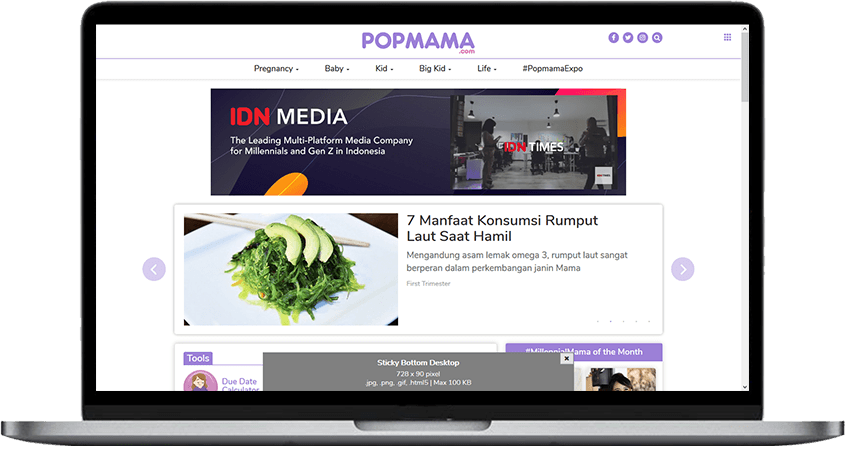 POPMAMA
.com
Pregnancy
Baby
Kid
Big Kid
Life
#PopmamaExpo
IDN MEDIA
The Leading Multi-Platform Media Company
for Millennials and Gen Z in Indonesia
IDN TIMES
7 Manfaat Konsumsi Rumput
Laut Saat Hamil
Mengandung asam lemak omega 3, rumput laut sangat
berperan dalam perkembangan janin Mama
First Trimester
Tools
Due Date
Calculator
#MillennialMama of the Month
Sticky Bottom Desktop
728 x 90 pixel
.jpg, .png, .gif, .html5 | Max 100 KB